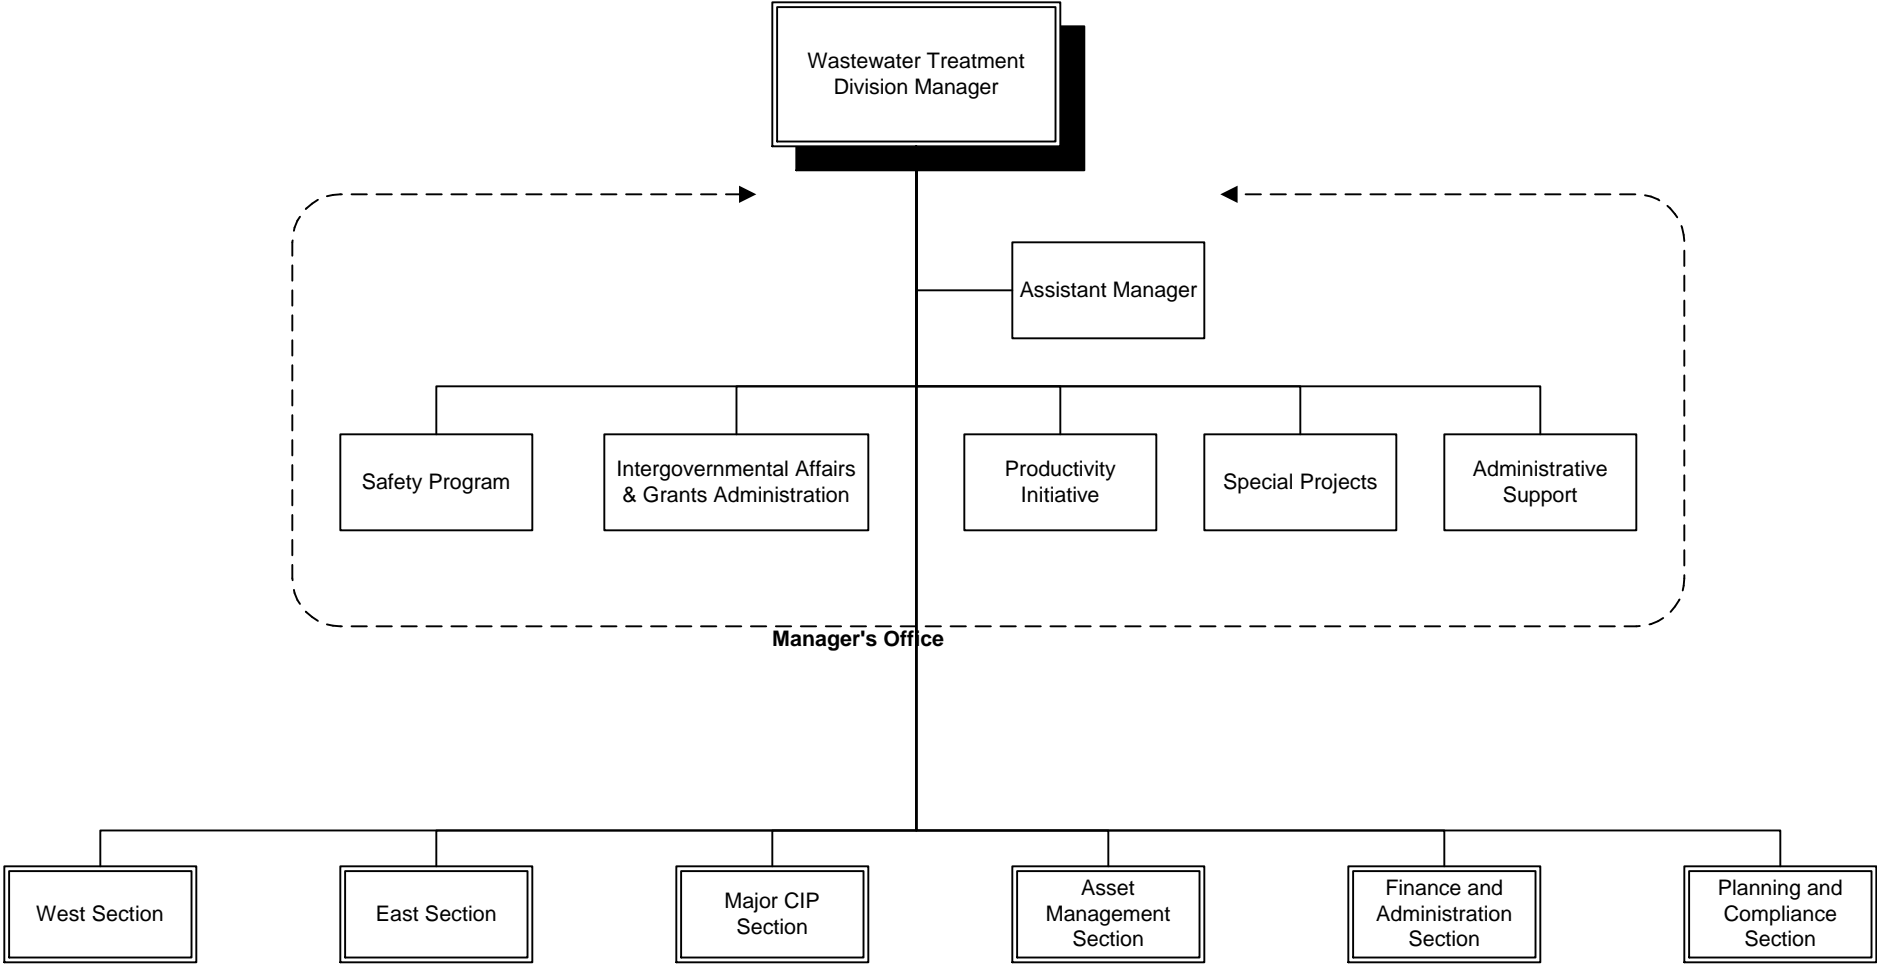 Wastewater Treatment
Division Manager
Assistant Manager
Safety Program
Intergovernmental Affairs
& Grants Administration
Productivity
Initiative
Special Projects
Administrative
Support
Manager's Office
West Section
East Section
Major CIP
Section
Asset
Management
Section
Finance and
Administration
Section
Planning and
Compliance
Section